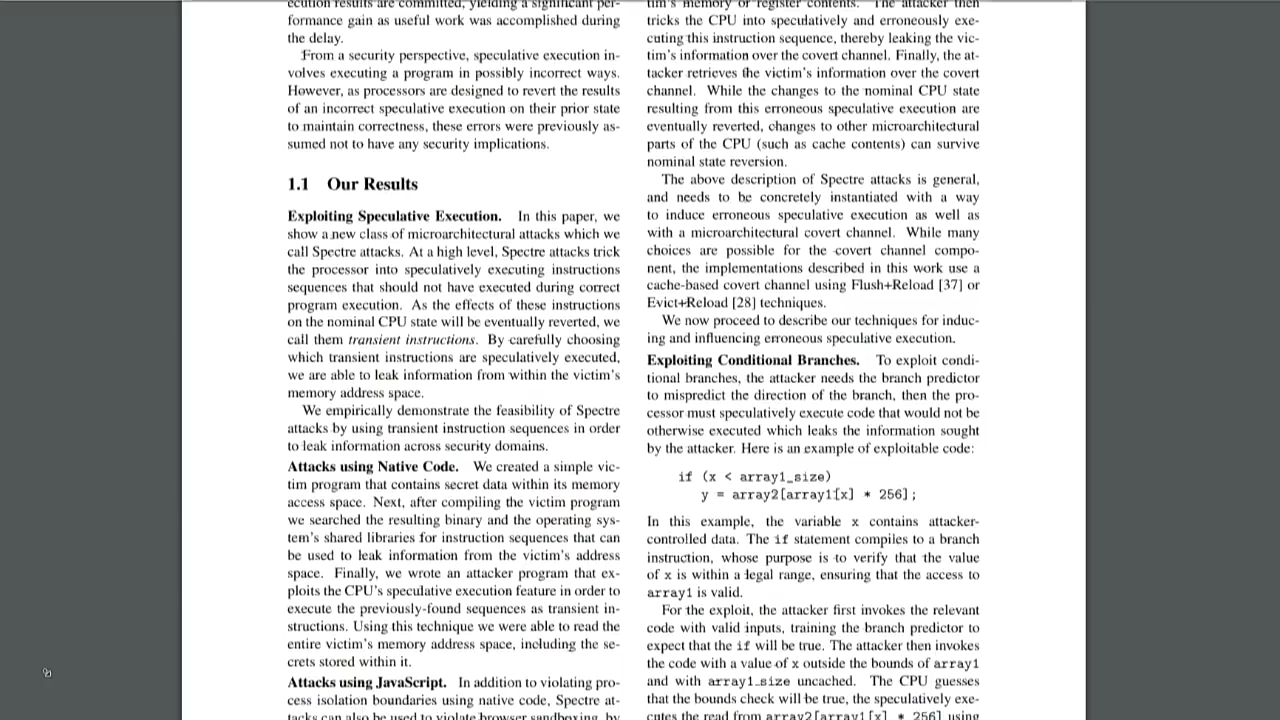 ecution results are committed, yielding a significant per-
formance gain as useful work was accomplished during
the delay.
From a security perspective, speculative execution in-
volves executing a program in possibly incorrect ways.
However, as processors are designed to revert the results
of an incorrect speculative execution on their prior state
to maintain correctness, these errors were previously as-
sumed not to have any security implications.
1.1 Our Results
Exploiting Speculative Execution. In this paper, we
show a new class of microarchitectural attacks which we
call Spectre attacks. At a high level, Spectre attacks trick
the processor into speculatively executing instructions
sequences that should not have executed during correct
program execution. As the effects of these instructions
on the nominal CPU state will be eventually reverted, we
call them transient instructions. By carefully choosing
which transient instructions are speculatively executed,
we are able to leak information from within the victim's
memory address space.
We empirically demonstrate the feasibility of Spectre
attacks by using transient instruction sequences in order
to leak information across security domains.
Attacks using Native Code. We created a simple vic-
tim program that contains secret data within its memory
access space. Next, after compiling the victim program
we searched the resulting binary and the operating sys-
tem's shared libraries for instruction sequences that can
be used to leak information from the victim's address
space. Finally, we wrote an attacker program that ex-
ploits the CPU's speculative execution feature in order to
execute the previously-found sequences as transient in-
structions. Using this technique we were able to read the
entire victim's memory address space, including the se-
crets stored within it.
Attacks using JavaScript. In addition to violating pro-
cess isolation boundaries using native code, Spectre at-
tacks can also be used to violate browser sandboxing, by
tim's memory or register contents. The attacker then
tricks the CPU into speculatively and erroneously exe-
cuting this instruction sequence, thereby leaking the vic-
tim's information over the covert channel. Finally, the at-
tacker retrieves the victim's information over the covert
channel. While the changes to the nominal CPU state
resulting from this erroneous speculative execution are
eventually reverted, changes to other microarchitectural
parts of the CPU (such as cache contents) can survive
nominal state reversion.
The above description of Spectre attacks is general,
and needs to be concretely instantiated with a way
to induce erroneous speculative execution as well as
with a microarchitectural covert channel. While many
choices are possible for the covert channel compo-
nent, the implementations described in this work use a
cache-based covert channel using Flush+Reload [37] or
Evict+Reload [28] techniques.
We now proceed to describe our techniques for induc-
ing and influencing erroneous speculative execution.
Exploiting Conditional Branches. To exploit condi-
tional branches, the attacker needs the branch predictor
to mispredict the direction of the branch, then the pro-
cessor must speculatively execute code that would not be
otherwise executed which leaks the information sought
by the attacker. Here is an example of exploitable code:
if (x < array1_size)
y = array2[array1[x] * 256];
In this example, the variable x contains attacker-
controlled data. The if statement compiles to a branch
instruction, whose purpose is to verify that the value
of x is within a legal range, ensuring that the access to
array1 is valid.
For the exploit, the attacker first invokes the relevant
code with valid inputs, training the branch predictor to
expect that the if will be true. The attacker then invokes
the code with a value of x outside the bounds of array1
and with array1_size uncached. The CPU guesses
that the bounds check will be true, the speculatively exe-
cutes the read from array2[array1[x] * 256] using